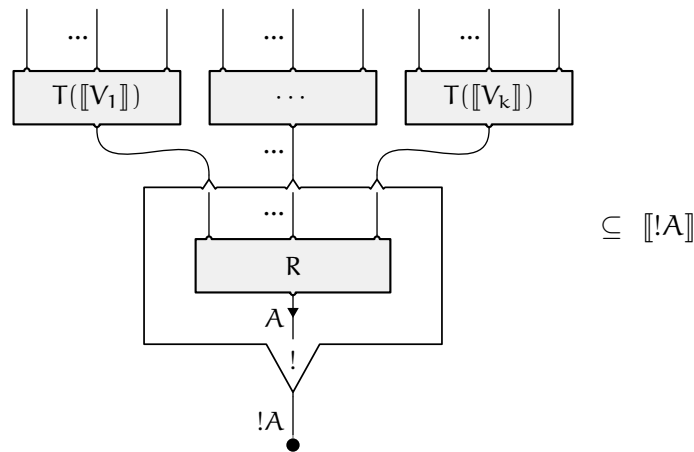 ... ... ...
T(⟦V₁⟧) ··· T(⟦Vₖ⟧)
...
...
⊆ ⟦!A⟧
R
A
!
!A